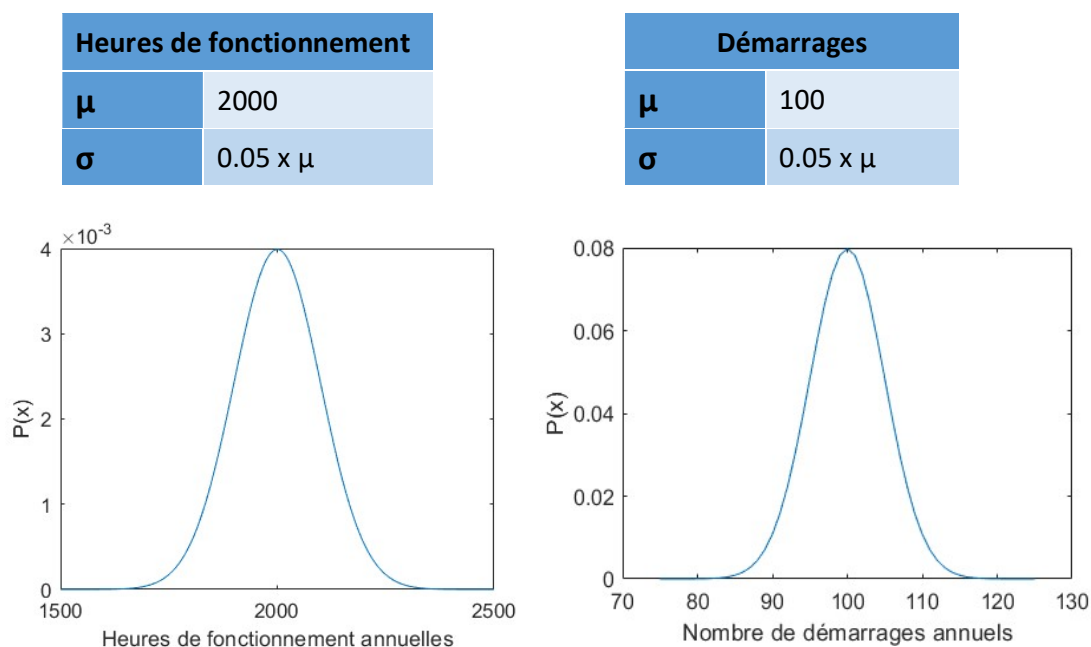 Heures de fonctionnement
μ 2000
σ 0.05 x μ
Démarrages
μ 100
σ 0.05 x μ
×10⁻³
4
3
2
1
0
P(x)
1500 2000 2500
Heures de fonctionnement annuelles
0.08
0.06
0.04
0.02
0
P(x)
70 80 90 100 110 120 130
Nombre de démarrages annuels